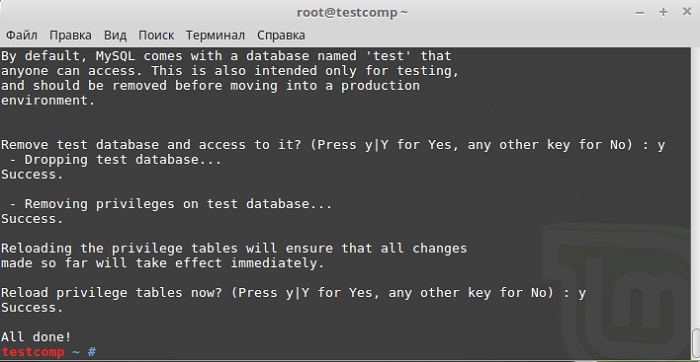 root@testcomp ~
Файл Правка Вид Поиск Терминал Справка
By default, MySQL comes with a database named 'test' that
anyone can access. This is also intended only for testing,
and should be removed before moving into a production
environment.
Remove test database and access to it? (Press y|Y for Yes, any other key for No) : y
- Dropping test database...
Success.
- Removing privileges on test database...
Success.
Reloading the privilege tables will ensure that all changes
made so far will take effect immediately.
Reload privilege tables now? (Press y|Y for Yes, any other key for No) : y
Success.
All done!
testcomp ~ #